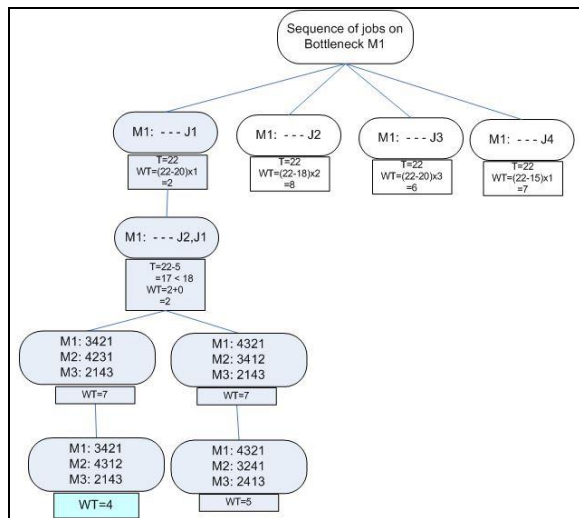 Sequence of jobs on
Bottleneck M1
M1: - - - J1
T=22
WT=(22-20)x1
=2
M1: - - - J2
T=22
WT=(22-18)x2
=8
M1: - - - J3
T=22
WT=(22-20)x3
=6
M1: - - - J4
T=22
WT=(22-15)x1
=7
M1: - - - J2,J1
T=22-5
=17 < 18
WT=2+0
=2
M1: 3421
M2: 4231
M3: 2143
WT=7
M1: 4321
M2: 3412
M3: 2143
WT=7
M1: 3421
M2: 4312
M3: 2143
WT=4
M1: 4321
M2: 3241
M3: 2413
WT=5